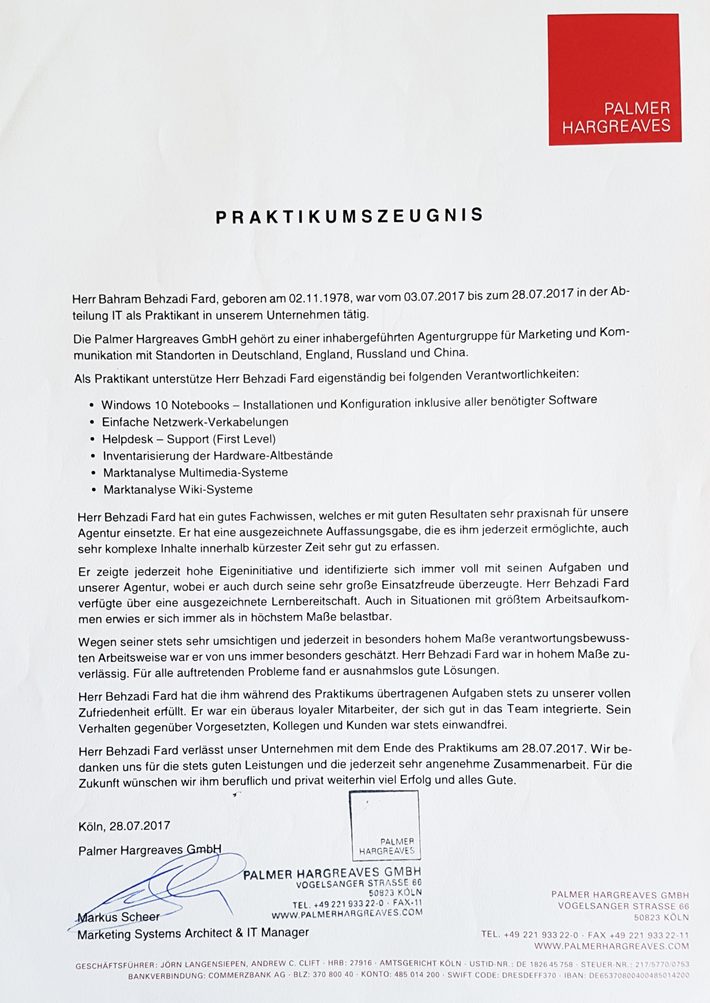 PALMER
HARGREAVES
PRAKTIKUMSZEUGNIS
Herr Bahram Behzadi Fard, geboren am 02.11.1978, war vom 03.07.2017 bis zum 28.07.2017 in der Ab-
teilung IT als Praktikant in unserem Unternehmen tätig.
Die Palmer Hargreaves GmbH gehört zu einer inhabergeführten Agenturgruppe für Marketing und Kom-
munikation mit Standorten in Deutschland, England, Russland und China.
Als Praktikant unterstütze Herr Behzadi Fard eigenständig bei folgenden Verantwortlichkeiten:
• Windows 10 Notebooks – Installationen und Konfiguration inklusive aller benötigter Software
• Einfache Netzwerk-Verkabelungen
• Helpdesk – Support (First Level)
• Inventarisierung der Hardware-Altbestände
• Marktanalyse Multimedia-Systeme
• Marktanalyse Wiki-Systeme
Herr Behzadi Fard hat ein gutes Fachwissen, welches er mit guten Resultaten sehr praxisnah für unsere
Agentur einsetzte. Er hat eine ausgezeichnete Auffassungsgabe, die es ihm jederzeit ermöglichte, auch
sehr komplexe Inhalte innerhalb kürzester Zeit sehr gut zu erfassen.
Er zeigte jederzeit hohe Eigeninitiative und identifizierte sich immer voll mit seinen Aufgaben und
unserer Agentur, wobei er auch durch seine sehr große Einsatzfreude überzeugte. Herr Behzadi Fard
verfügte über eine ausgezeichnete Lernbereitschaft. Auch in Situationen mit größtem Arbeitsaufkom-
men erwies er sich immer als in höchstem Maße belastbar.
Wegen seiner stets sehr umsichtigen und jederzeit in besonders hohem Maße verantwortungsbewuss-
ten Arbeitsweise war er von uns immer besonders geschätzt. Herr Behzadi Fard war in hohem Maße zu-
verlässig. Für alle auftretenden Probleme fand er ausnahmslos gute Lösungen.
Herr Behzadi Fard hat die ihm während des Praktikums übertragenen Aufgaben stets zu unserer vollen
Zufriedenheit erfüllt. Er war ein überaus loyaler Mitarbeiter, der sich gut in das Team integrierte. Sein
Verhalten gegenüber Vorgesetzten, Kollegen und Kunden war stets einwandfrei.
Herr Behzadi Fard verlässt unser Unternehmen mit dem Ende des Praktikums am 28.07.2017. Wir be-
danken uns für die stets guten Leistungen und die jederzeit sehr angenehme Zusammenarbeit. Für die
Zukunft wünschen wir ihm beruflich und privat weiterhin viel Erfolg und alles Gute.
Köln, 28.07.2017
Palmer Hargreaves GmbH
PALMER
HARGREAVES
PALMER HARGREAVES GMBH
VOGELSANGER STRASSE 66
50823 KÖLN
TEL. +49 221 933 22-0 · FAX-11
WWW.PALMERHARGREAVES.COM
Markus Scheer
Marketing Systems Architect & IT Manager
PALMER HARGREAVES GMBH
VOGELSANGER STRASSE 66
50823 KÖLN
TEL. +49 221 933 22-0 · FAX +49 221 933 22-11
WWW.PALMERHARGREAVES.COM
GESCHÄFTSFÜHRER: JÖRN LANGENSIEPEN, ANDREW C. CLIFT · HRB: 27916 · AMTSGERICHT KÖLN · USTID-NR.: DE 182645758 · STEUER-NR.: 217/5770/0753
BANKVERBINDUNG: COMMERZBANK AG · BLZ: 370 800 40 · KONTO: 485 014 200 · SWIFT CODE: DRESDEFF370 · IBAN: DE65370800400485014200